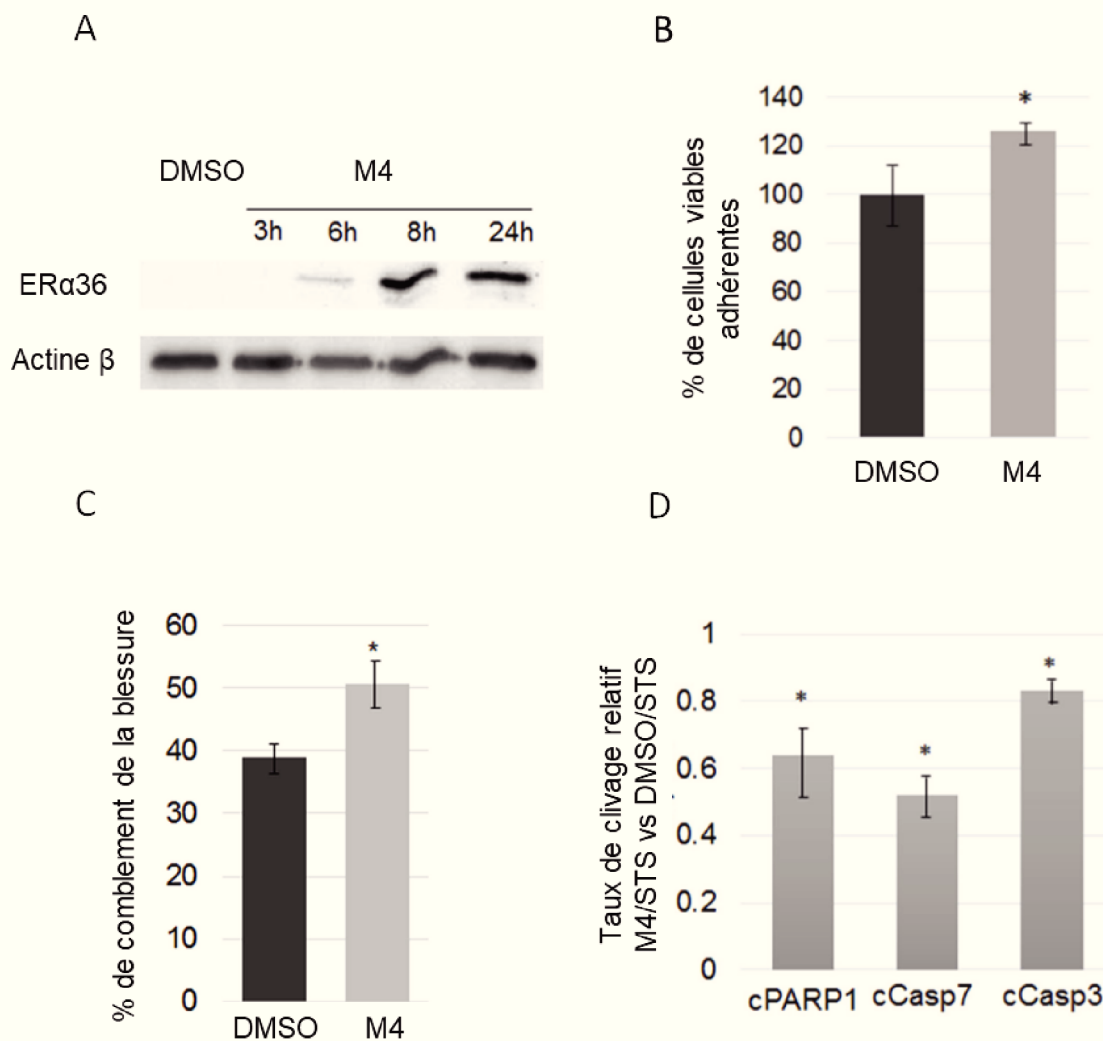 A
DMSO M4
3h 6h 8h 24h
ERα36
Actine β
B
% de cellules viables
adhérentes
140
120
100
80
60
40
20
0
*
DMSO M4
C
% de comblement de la blessure
60
50
40
30
20
10
0
*
DMSO M4
D
Taux de clivage relatif
M4/STS vs DMSO/STS
1
0.8
0.6
0.4
0.2
0
* * *
cPARP1 cCasp7 cCasp3